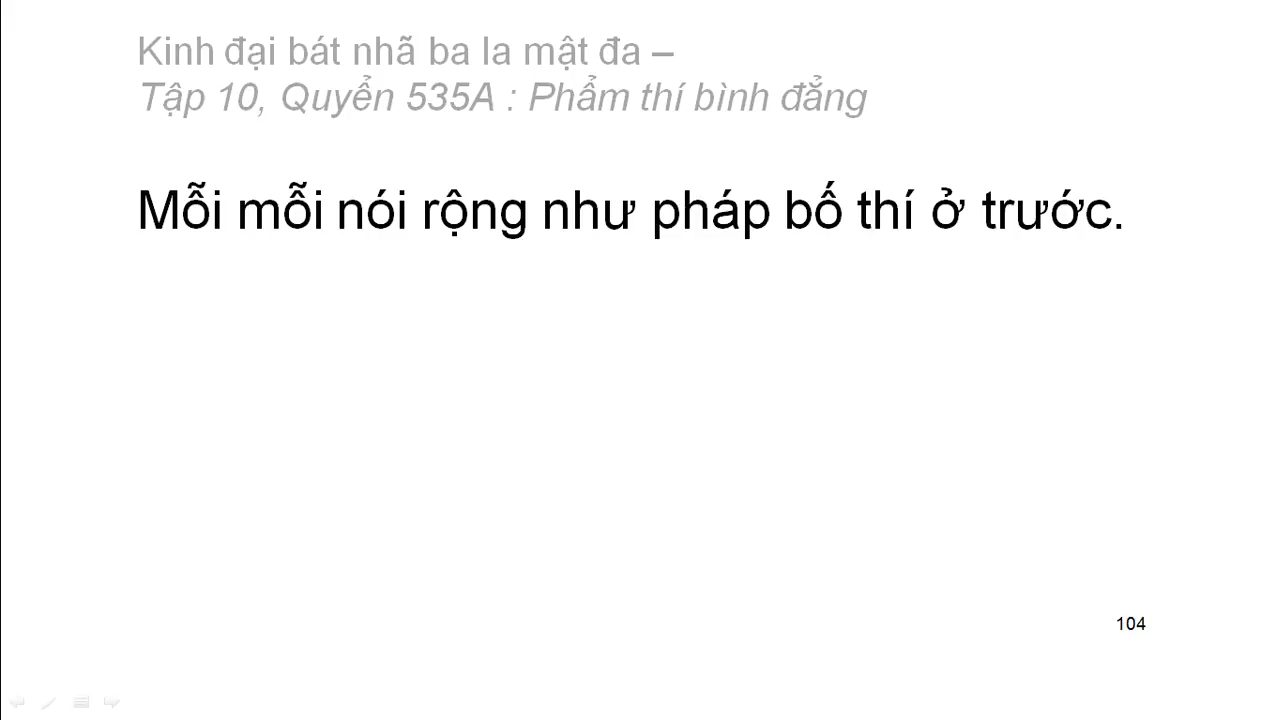 Kinh đại bát nhã ba la mật đa –
Tập 10, Quyển 535A : Phẩm thí bình đẳng
Mỗi mỗi nói rộng như pháp bố thí ở trước.
104